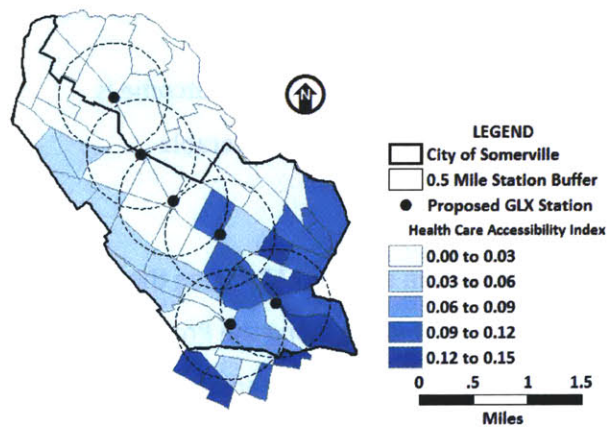 N
LEGEND
City of Somerville
0.5 Mile Station Buffer
Proposed GLX Station
Health Care Accessibility Index
0.00 to 0.03
0.03 to 0.06
0.06 to 0.09
0.09 to 0.12
0.12 to 0.15
0 0.5 1 1.5
Miles